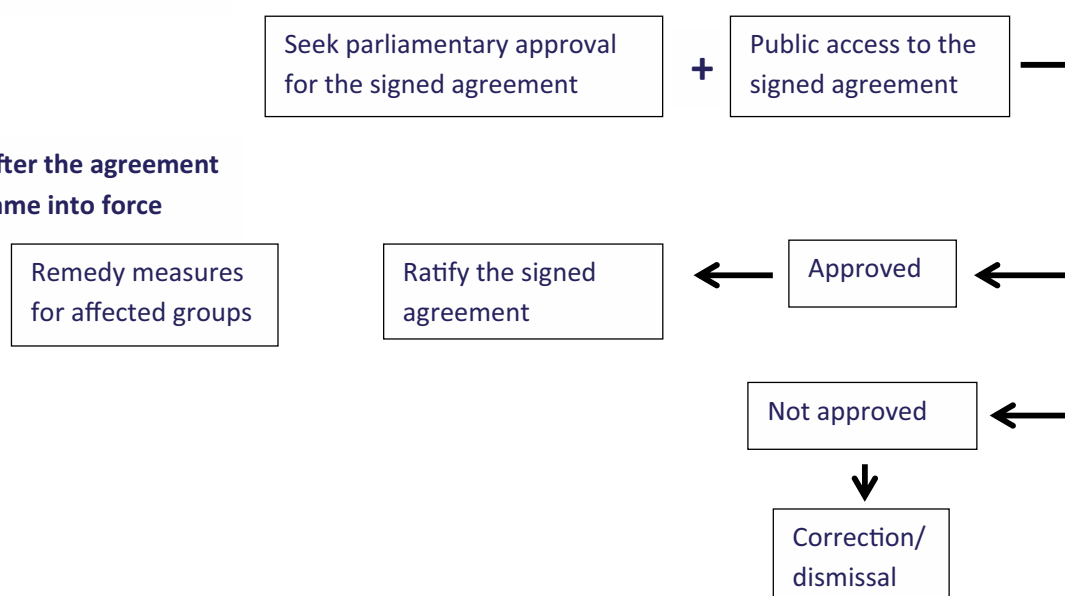 Seek parliamentary approval
for the signed agreement
+
Public access to the
signed agreement
fter the agreement
ame into force
Remedy measures
for affected groups
Ratify the signed
agreement
Approved
Not approved
Correction/
dismissal